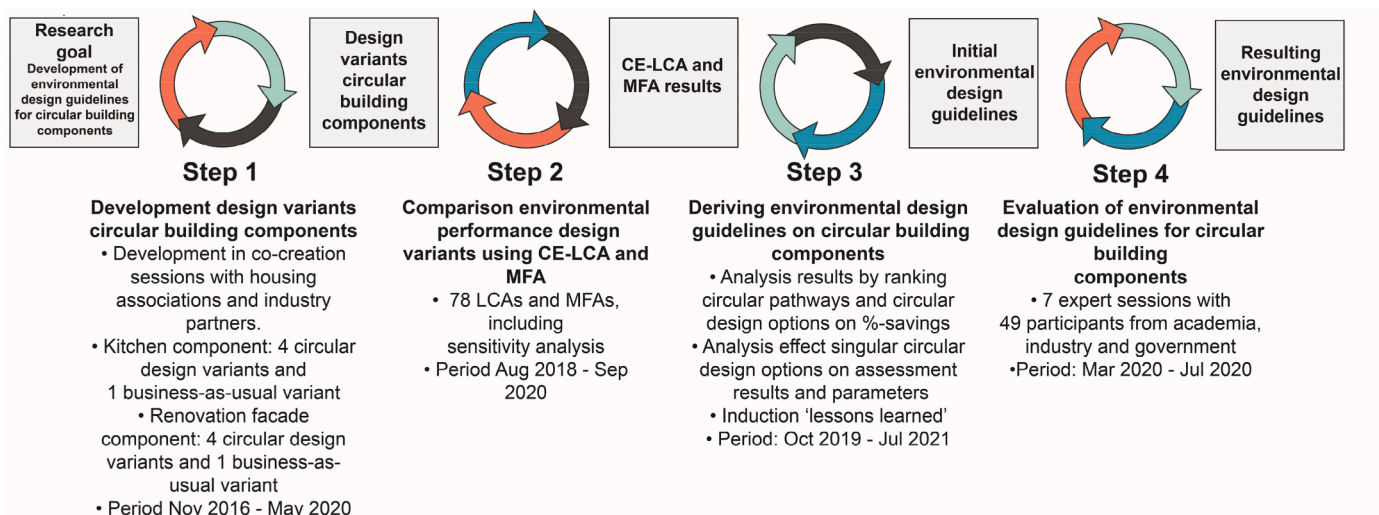 Research
goal
Development of
environmental
design guidelines
for circular building
components
Design
variants
circular
building
components
CE-LCA and
MFA results
Initial
environmental
design
guidelines
Resulting
environmental
design
guidelines
Step 1
Development design variants
circular building components
• Development in co-creation
sessions with housing
associations and industry
partners.
• Kitchen component: 4 circular
design variants and
1 business-as-usual variant
• Renovation facade
component: 4 circular design
variants and 1 business-as-
usual variant
• Period Nov 2016 - May 2020
Step 2
Comparison environmental
performance design
variants using CE-LCA and
MFA
• 78 LCAs and MFAs,
including
sensitivity analysis
• Period Aug 2018 - Sep
2020
Step 3
Deriving environmental design
guidelines on circular building
components
• Analysis results by ranking
circular pathways and circular
design options on %-savings
• Analysis effect singular circular
design options on assessment
results and parameters
• Induction ‘lessons learned’
• Period: Oct 2019 - Jul 2021
Step 4
Evaluation of environmental
design guidelines for circular
building
components
• 7 expert sessions with
49 participants from academia,
industry and government
•Period: Mar 2020 - Jul 2020